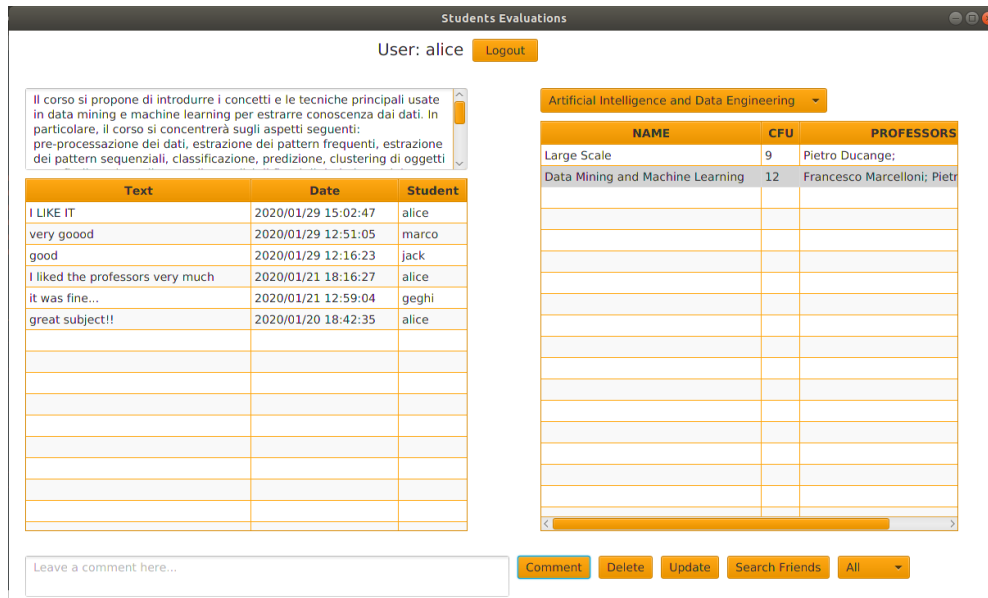 Students Evaluations
User: alice
Logout
Il corso si propone di introdurre i concetti e le tecniche principali usate
in data mining e machine learning per estrarre conoscenza dai dati. In
particolare, il corso si concentrerà sugli aspetti seguenti:
pre-processazione dei dati, estrazione dei pattern frequenti, estrazione
dei pattern sequenziali, classificazione, predizione, clustering di oggetti
Text Date Student
I LIKE IT 2020/01/29 15:02:47 alice
very goood 2020/01/29 12:51:05 marco
good 2020/01/29 12:16:23 jack
I liked the professors very much 2020/01/21 18:16:27 alice
it was fine... 2020/01/21 12:59:04 geghi
great subject!! 2020/01/20 18:42:35 alice
Artificial Intelligence and Data Engineering
NAME CFU PROFESSORS
Large Scale 9 Pietro Ducange;
Data Mining and Machine Learning 12 Francesco Marcelloni; Pietr
Leave a comment here...
Comment
Delete
Update
Search Friends
All